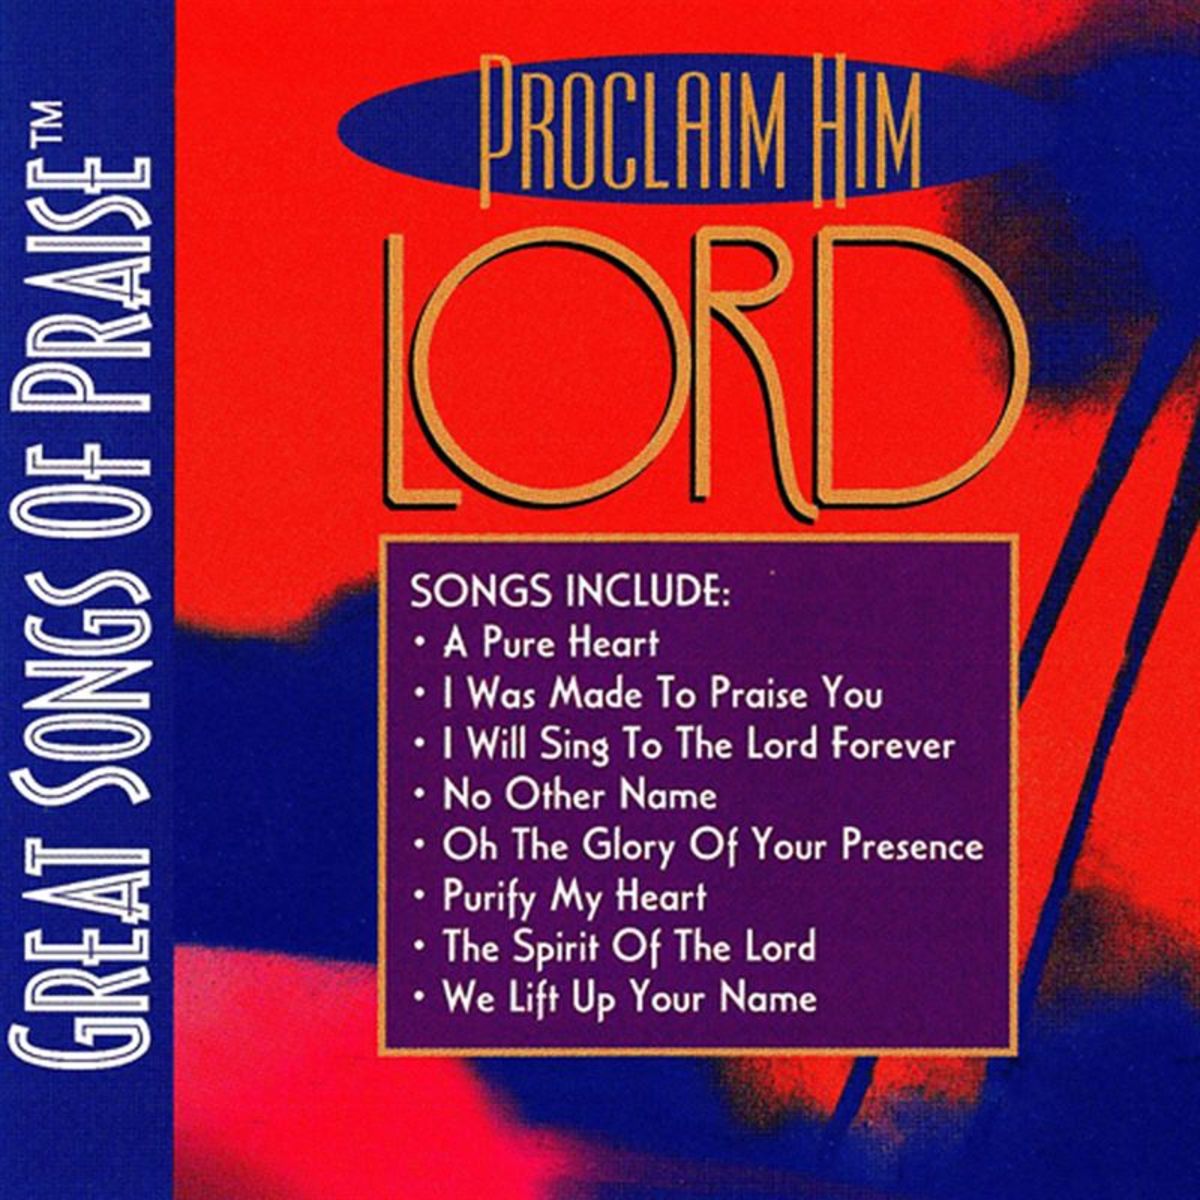 GREAT SONGS OF PRAISE™
PROCLAIM HIM
LORD
SONGS INCLUDE:
• A Pure Heart
• I Was Made To Praise You
• I Will Sing To The Lord Forever
• No Other Name
• Oh The Glory Of Your Presence
• Purify My Heart
• The Spirit Of The Lord
• We Lift Up Your Name